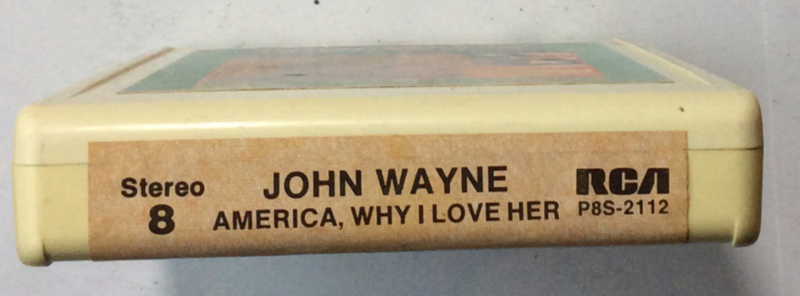 Stereo 8
JOHN WAYNE
AMERICA, WHY I LOVE HER
RCA
P8S-2112